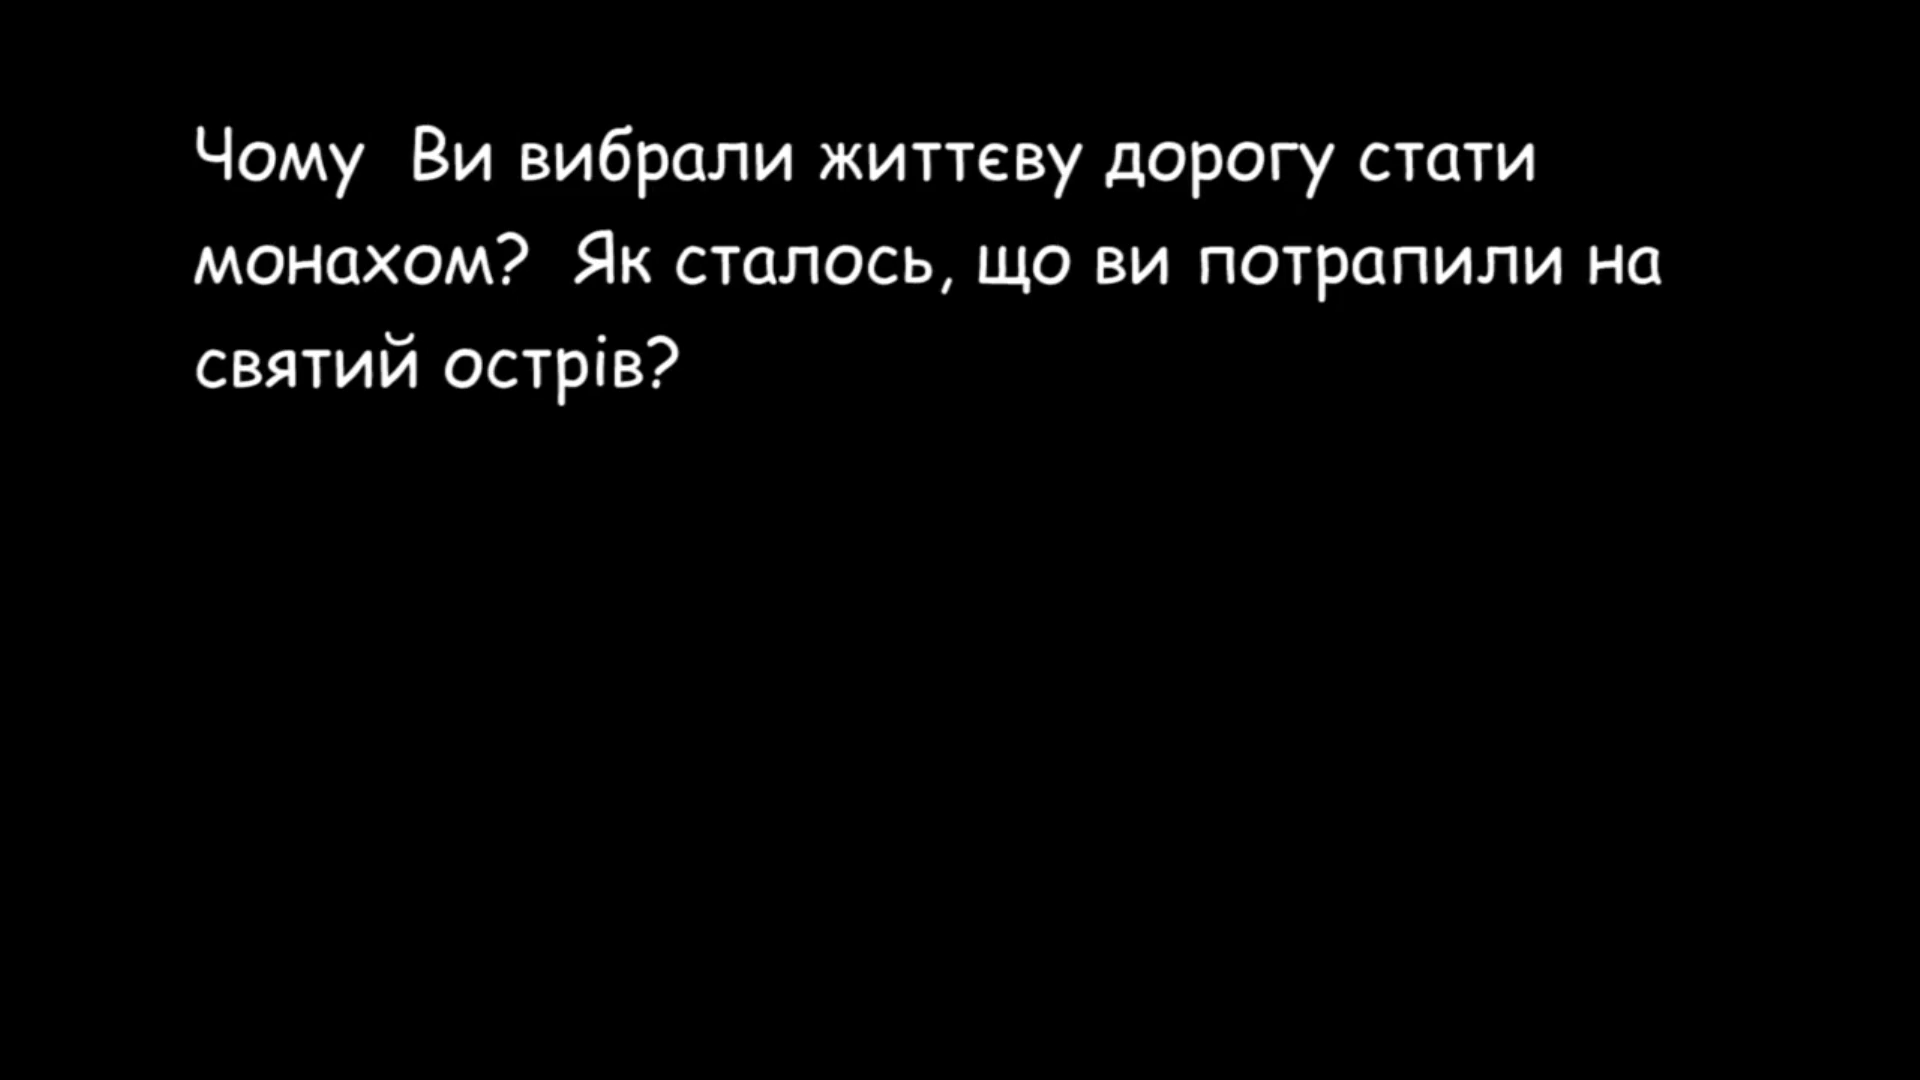 Чому Ви вибрали життєву дорогу стати
монахом? Як сталось, що ви потрапили на
святий острів?